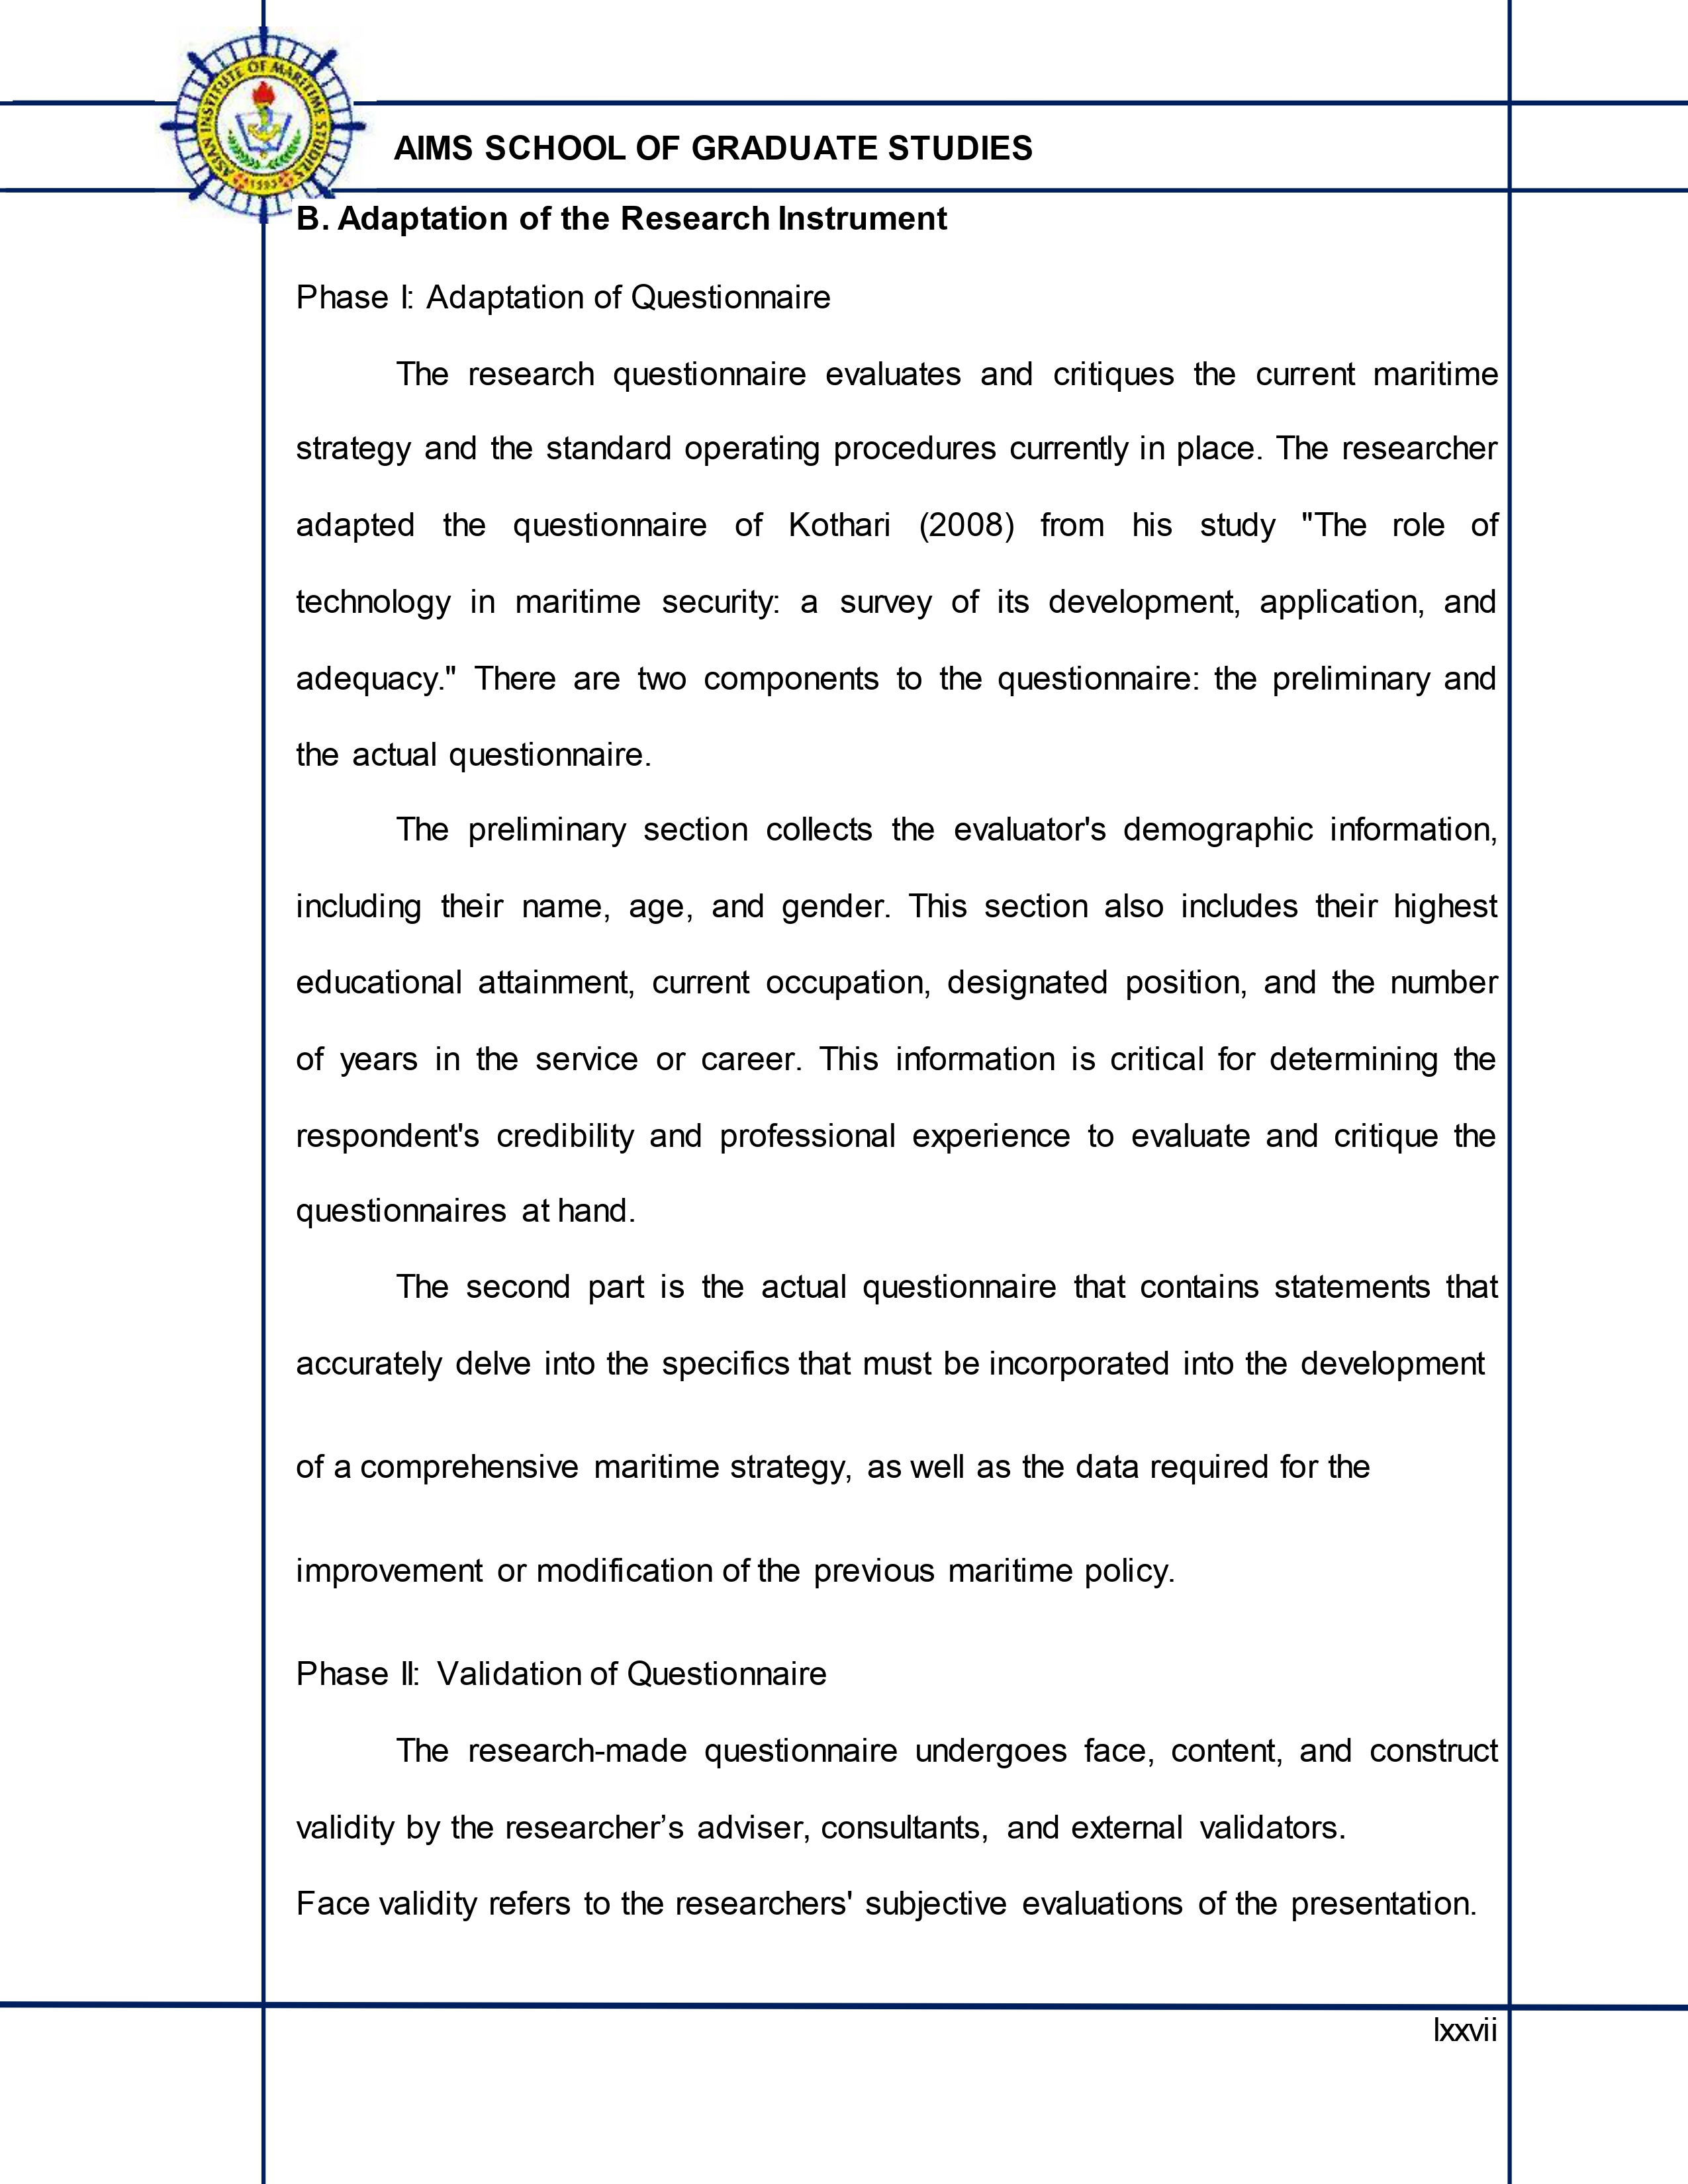 ASIAN INSTITUTE OF MARITIME STUDIES
1993
AIMS SCHOOL OF GRADUATE STUDIES
B. Adaptation of the Research Instrument
Phase I: Adaptation of Questionnaire
The research questionnaire evaluates and critiques the current maritime
strategy and the standard operating procedures currently in place. The researcher
adapted the questionnaire of Kothari (2008) from his study "The role of
technology in maritime security: a survey of its development, application, and
adequacy." There are two components to the questionnaire: the preliminary and
the actual questionnaire.
The preliminary section collects the evaluator's demographic information,
including their name, age, and gender. This section also includes their highest
educational attainment, current occupation, designated position, and the number
of years in the service or career. This information is critical for determining the
respondent's credibility and professional experience to evaluate and critique the
questionnaires at hand.
The second part is the actual questionnaire that contains statements that
accurately delve into the specifics that must be incorporated into the development
of a comprehensive maritime strategy, as well as the data required for the
improvement or modification of the previous maritime policy.
Phase II: Validation of Questionnaire
The research-made questionnaire undergoes face, content, and construct
validity by the researcher’s adviser, consultants, and external validators.
Face validity refers to the researchers' subjective evaluations of the presentation.
lxxvii